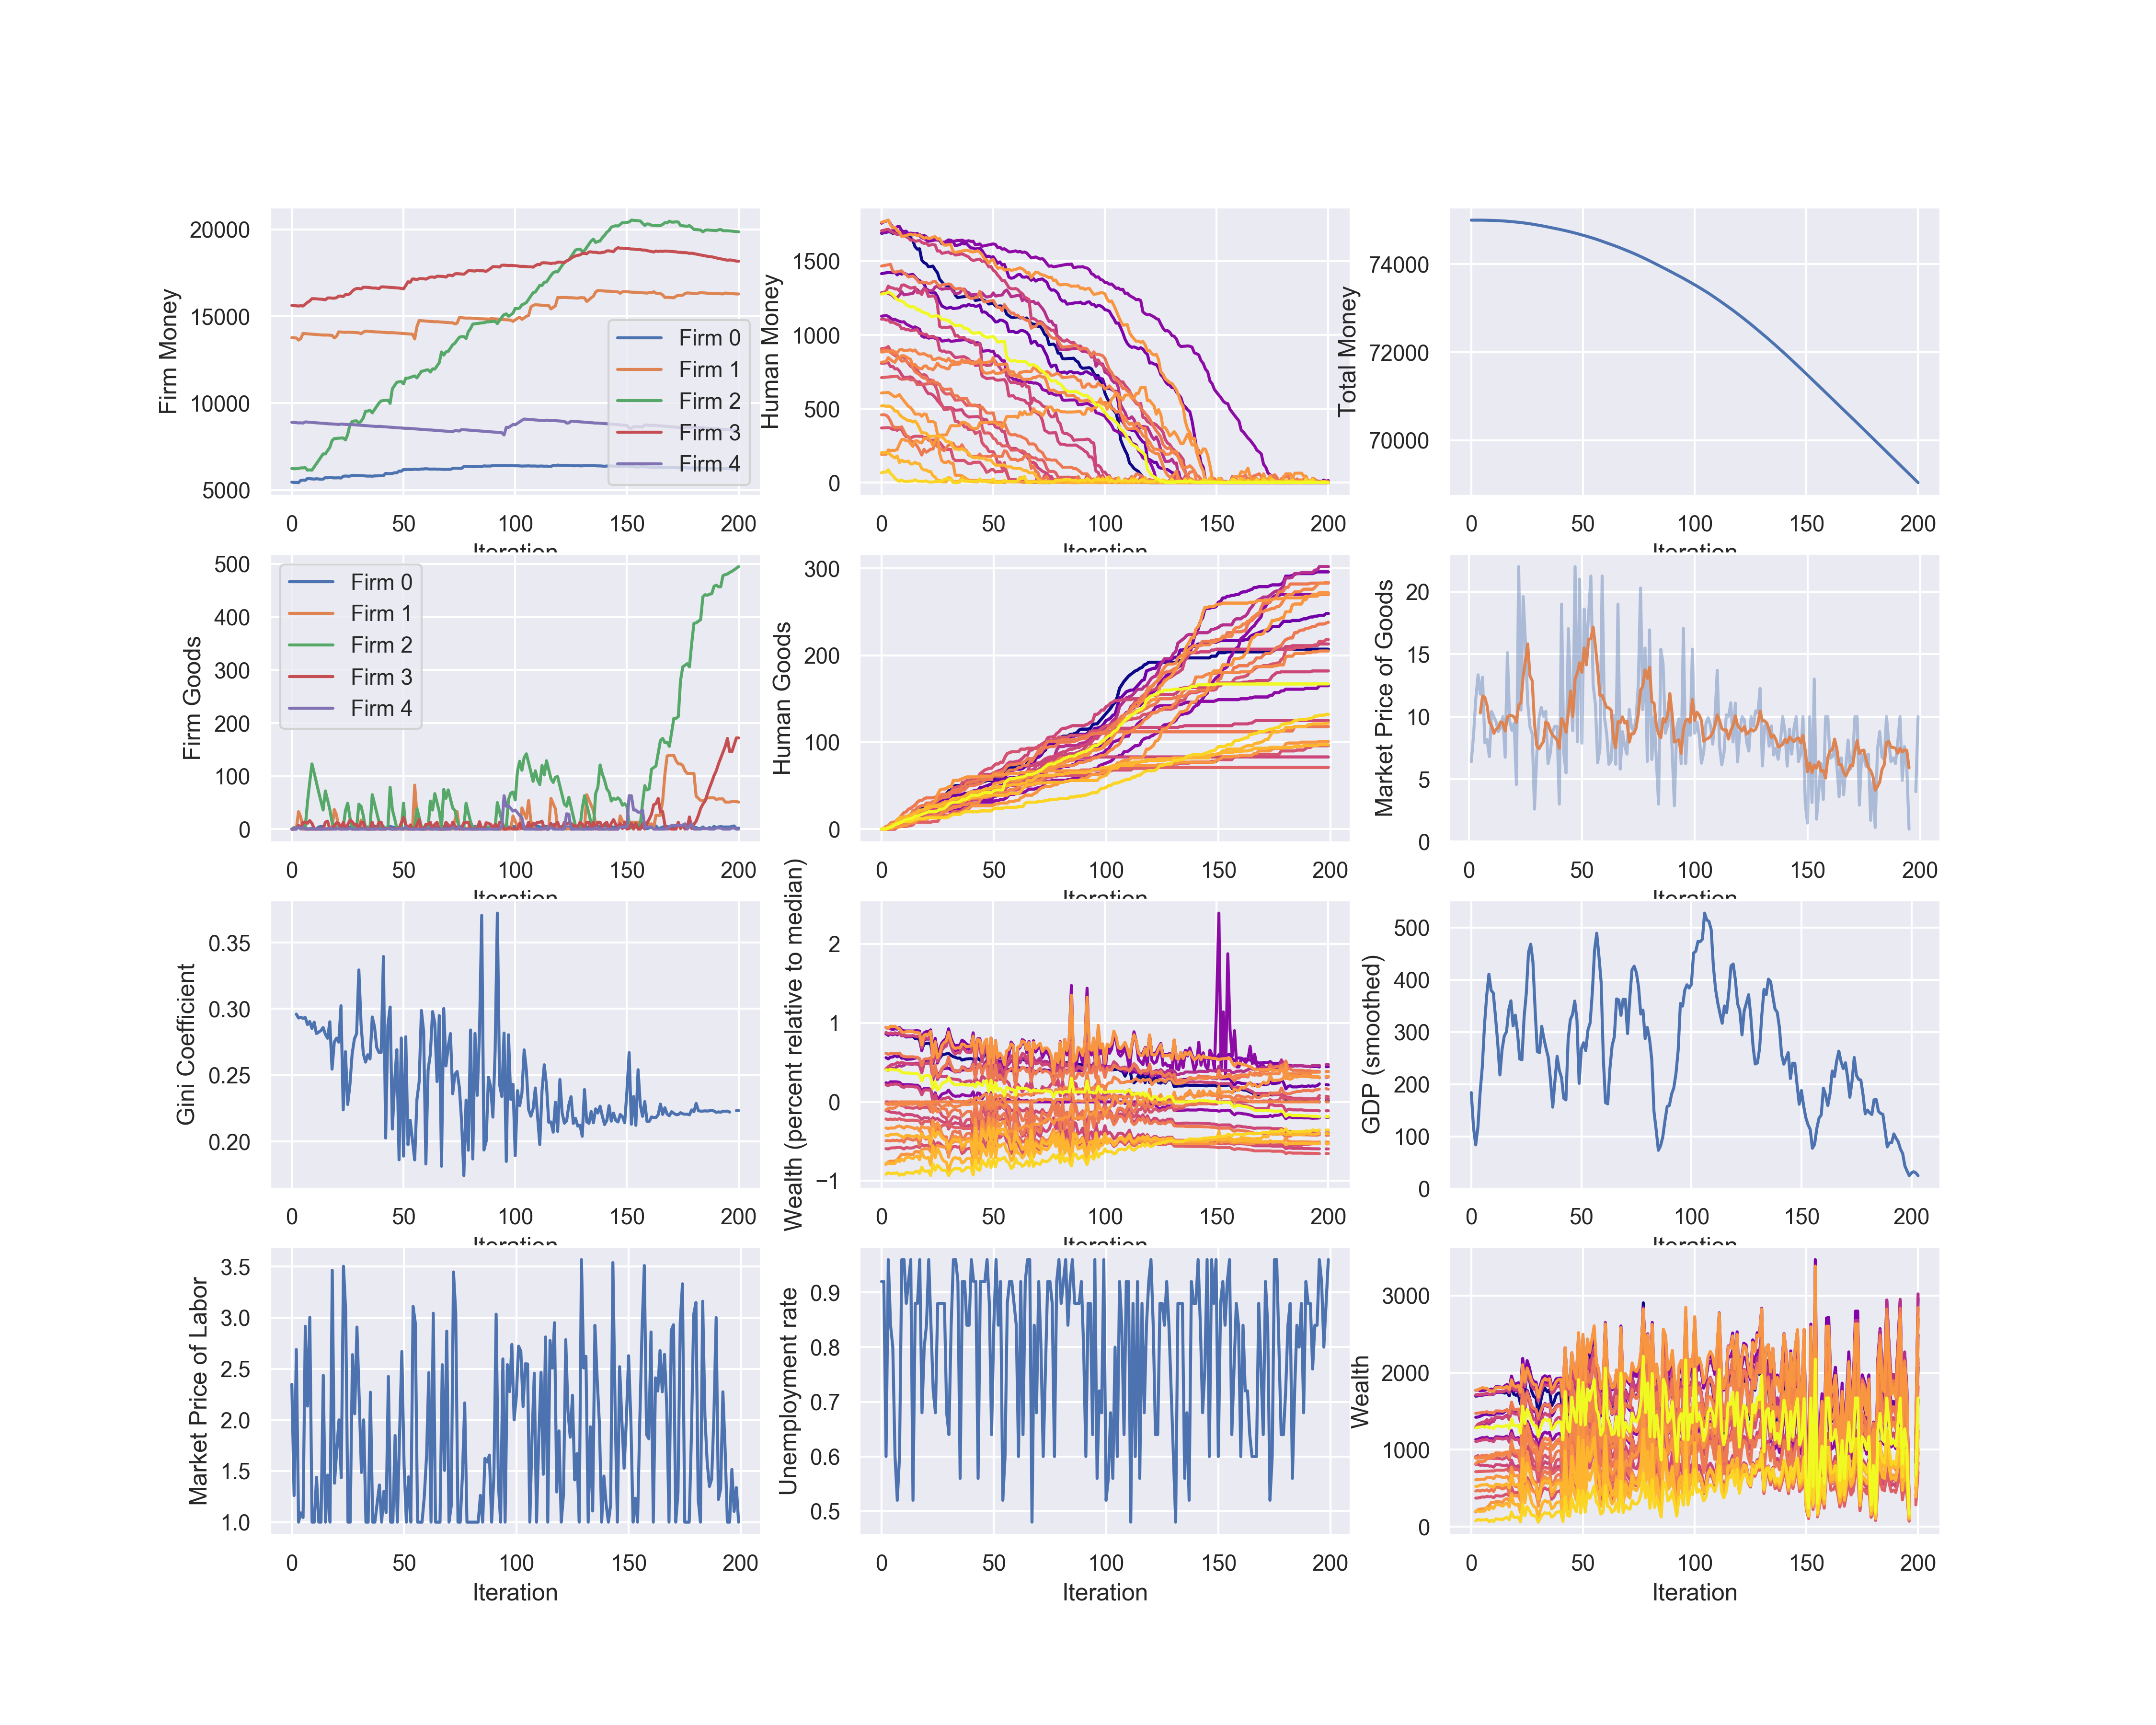 Firm Money
20000
15000
10000
5000
0 50 100 150 200
Iteration
Firm 0
Firm 1
Firm 2
Firm 3
Firm 4
Human Money
1500
1000
500
0
0 50 100 150 200
Iteration
Total Money
74000
72000
70000
0 50 100 150 200
Iteration
Firm Goods
500
400
300
200
100
0
0 50 100 150 200
Iteration
Firm 0
Firm 1
Firm 2
Firm 3
Firm 4
Human Goods
300
200
100
0
0 50 100 150 200
Iteration
Market Price of Goods
20
15
10
5
0
0 50 100 150 200
Iteration
Gini Coefficient
0.35
0.30
0.25
0.20
0 50 100 150 200
Iteration
Wealth (percent relative to median)
2
1
0
−1
0 50 100 150 200
Iteration
GDP (smoothed)
500
400
300
200
100
0
0 50 100 150 200
Iteration
Market Price of Labor
3.5
3.0
2.5
2.0
1.5
1.0
0 50 100 150 200
Iteration
Unemployment rate
0.9
0.8
0.7
0.6
0.5
0 50 100 150 200
Iteration
Wealth
3000
2000
1000
0
0 50 100 150 200
Iteration